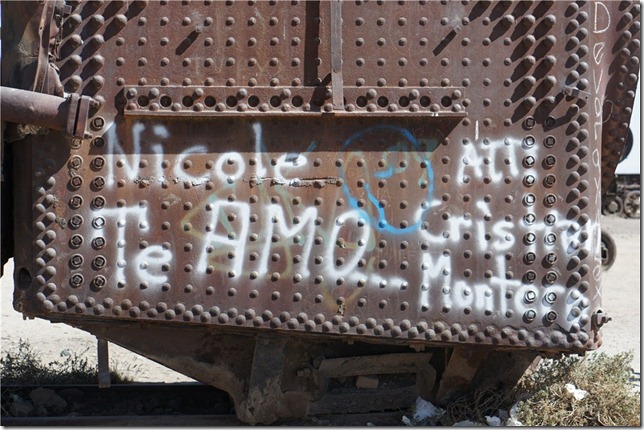 Nicole
Te AMO...
Att
Cristian
Montero